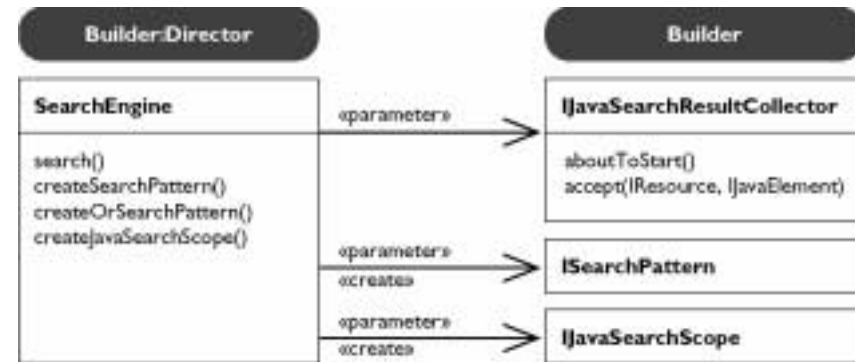 Builder:Director
Builder
SearchEngine
search()
createSearchPattern()
createOrSearchPattern()
createJavaSearchScope()
«parameter»
IJavaSearchResultCollector
aboutToStart()
accept(IResource, IJavaElement)
«parameter»
«create»
ISearchPattern
«parameter»
«create»
IJavaSearchScope